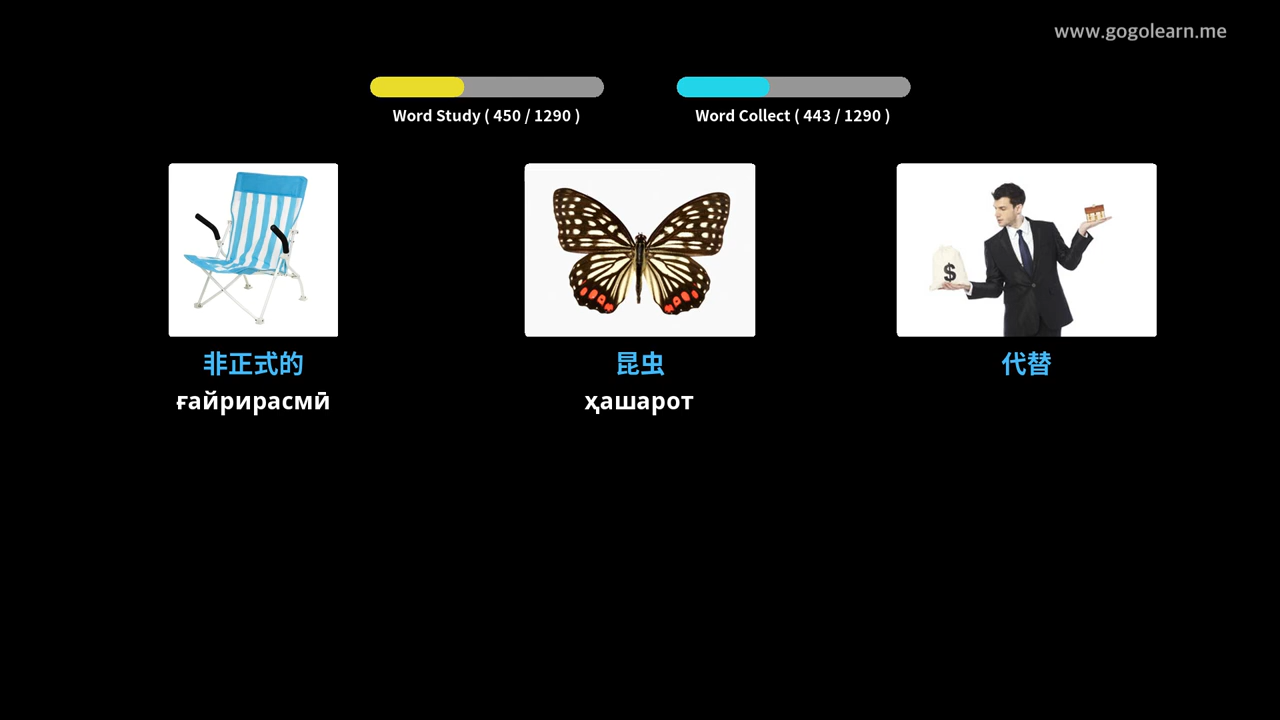 www.gogolearn.me
Word Study ( 450 / 1290 )
Word Collect ( 443 / 1290 )
$
非正式的
昆虫
代替
ғайрирасмӣ
ҳашарот